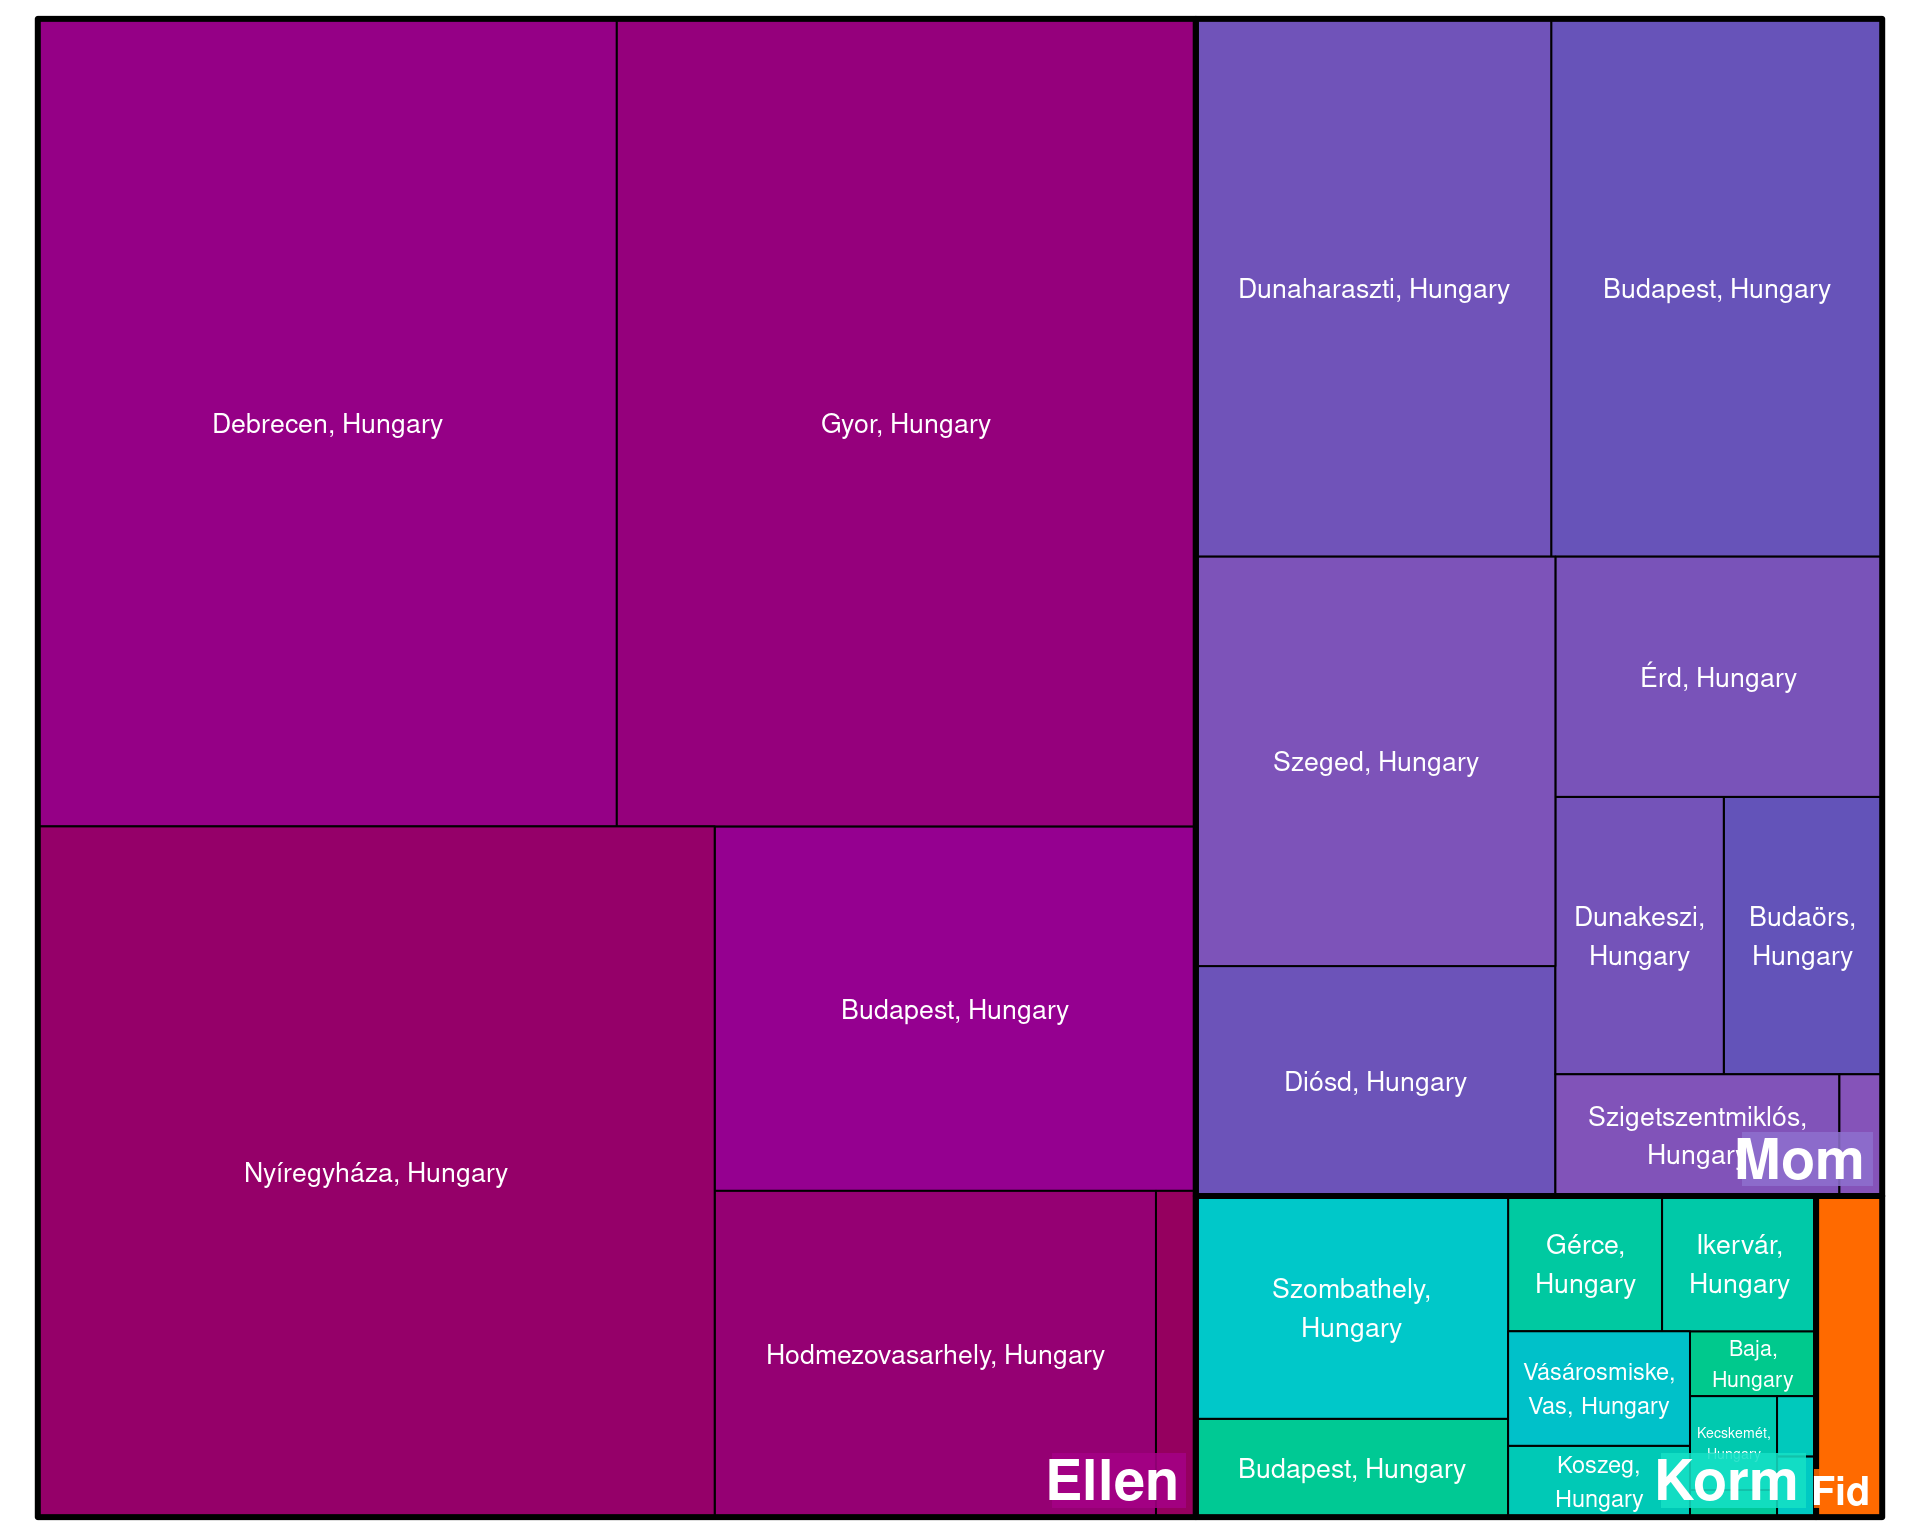 Debrecen, Hungary
Gyor, Hungary
Nyíregyháza, Hungary
Budapest, Hungary
Hodmezovasarhely, Hungary
Ellen
Dunaharaszti, Hungary
Budapest, Hungary
Szeged, Hungary
Érd, Hungary
Diósd, Hungary
Dunakeszi,
Hungary
Budaörs,
Hungary
Szigetszentmiklós,
Hungary
Mom
Szombathely,
Hungary
Budapest, Hungary
Gérce,
Hungary
Ikervár,
Hungary
Vásárosmiske,
Vas, Hungary
Baja,
Hungary
Kecskemét,
Hungary
Koszeg,
Hungary
Korm
Fid